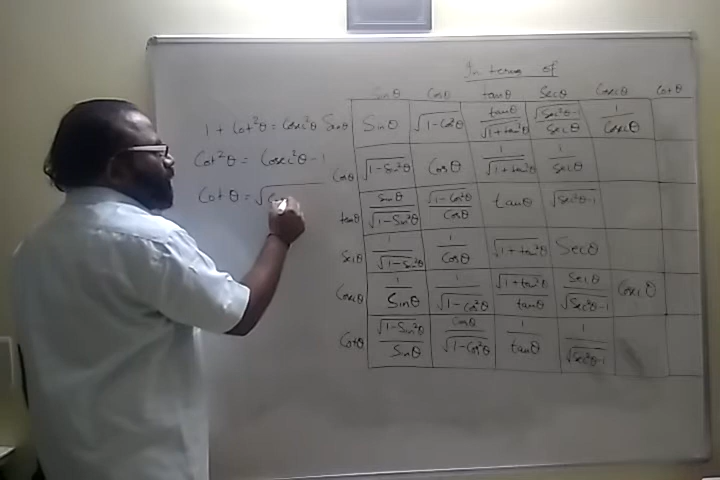 In terms of
Sinθ Cosθ tanθ Secθ Cosecθ Cotθ
1 + Cot²θ = Cosec²θ
Cot²θ = Cosec²θ - 1
Cotθ = √Co
Sinθ Sinθ √1-Cos²θ tanθ/√1+tan²θ √Sec²θ-1/Secθ 1/Cosecθ
Cosθ √1-Sin²θ Cosθ 1/√1+tan²θ 1/Secθ
tanθ Sinθ/√1-Sin²θ √1-Cos²θ/Cosθ tanθ √Sec²θ-1
Secθ 1/√1-Sin²θ 1/Cosθ √1+tan²θ Secθ
Cosecθ 1/Sinθ 1/√1-Cos²θ √1+tan²θ/tanθ Secθ/√Sec²θ-1 Cosecθ
Cotθ √1-Sin²θ/Sinθ Cosθ/√1-Cos²θ 1/tanθ 1/√Sec²θ-1